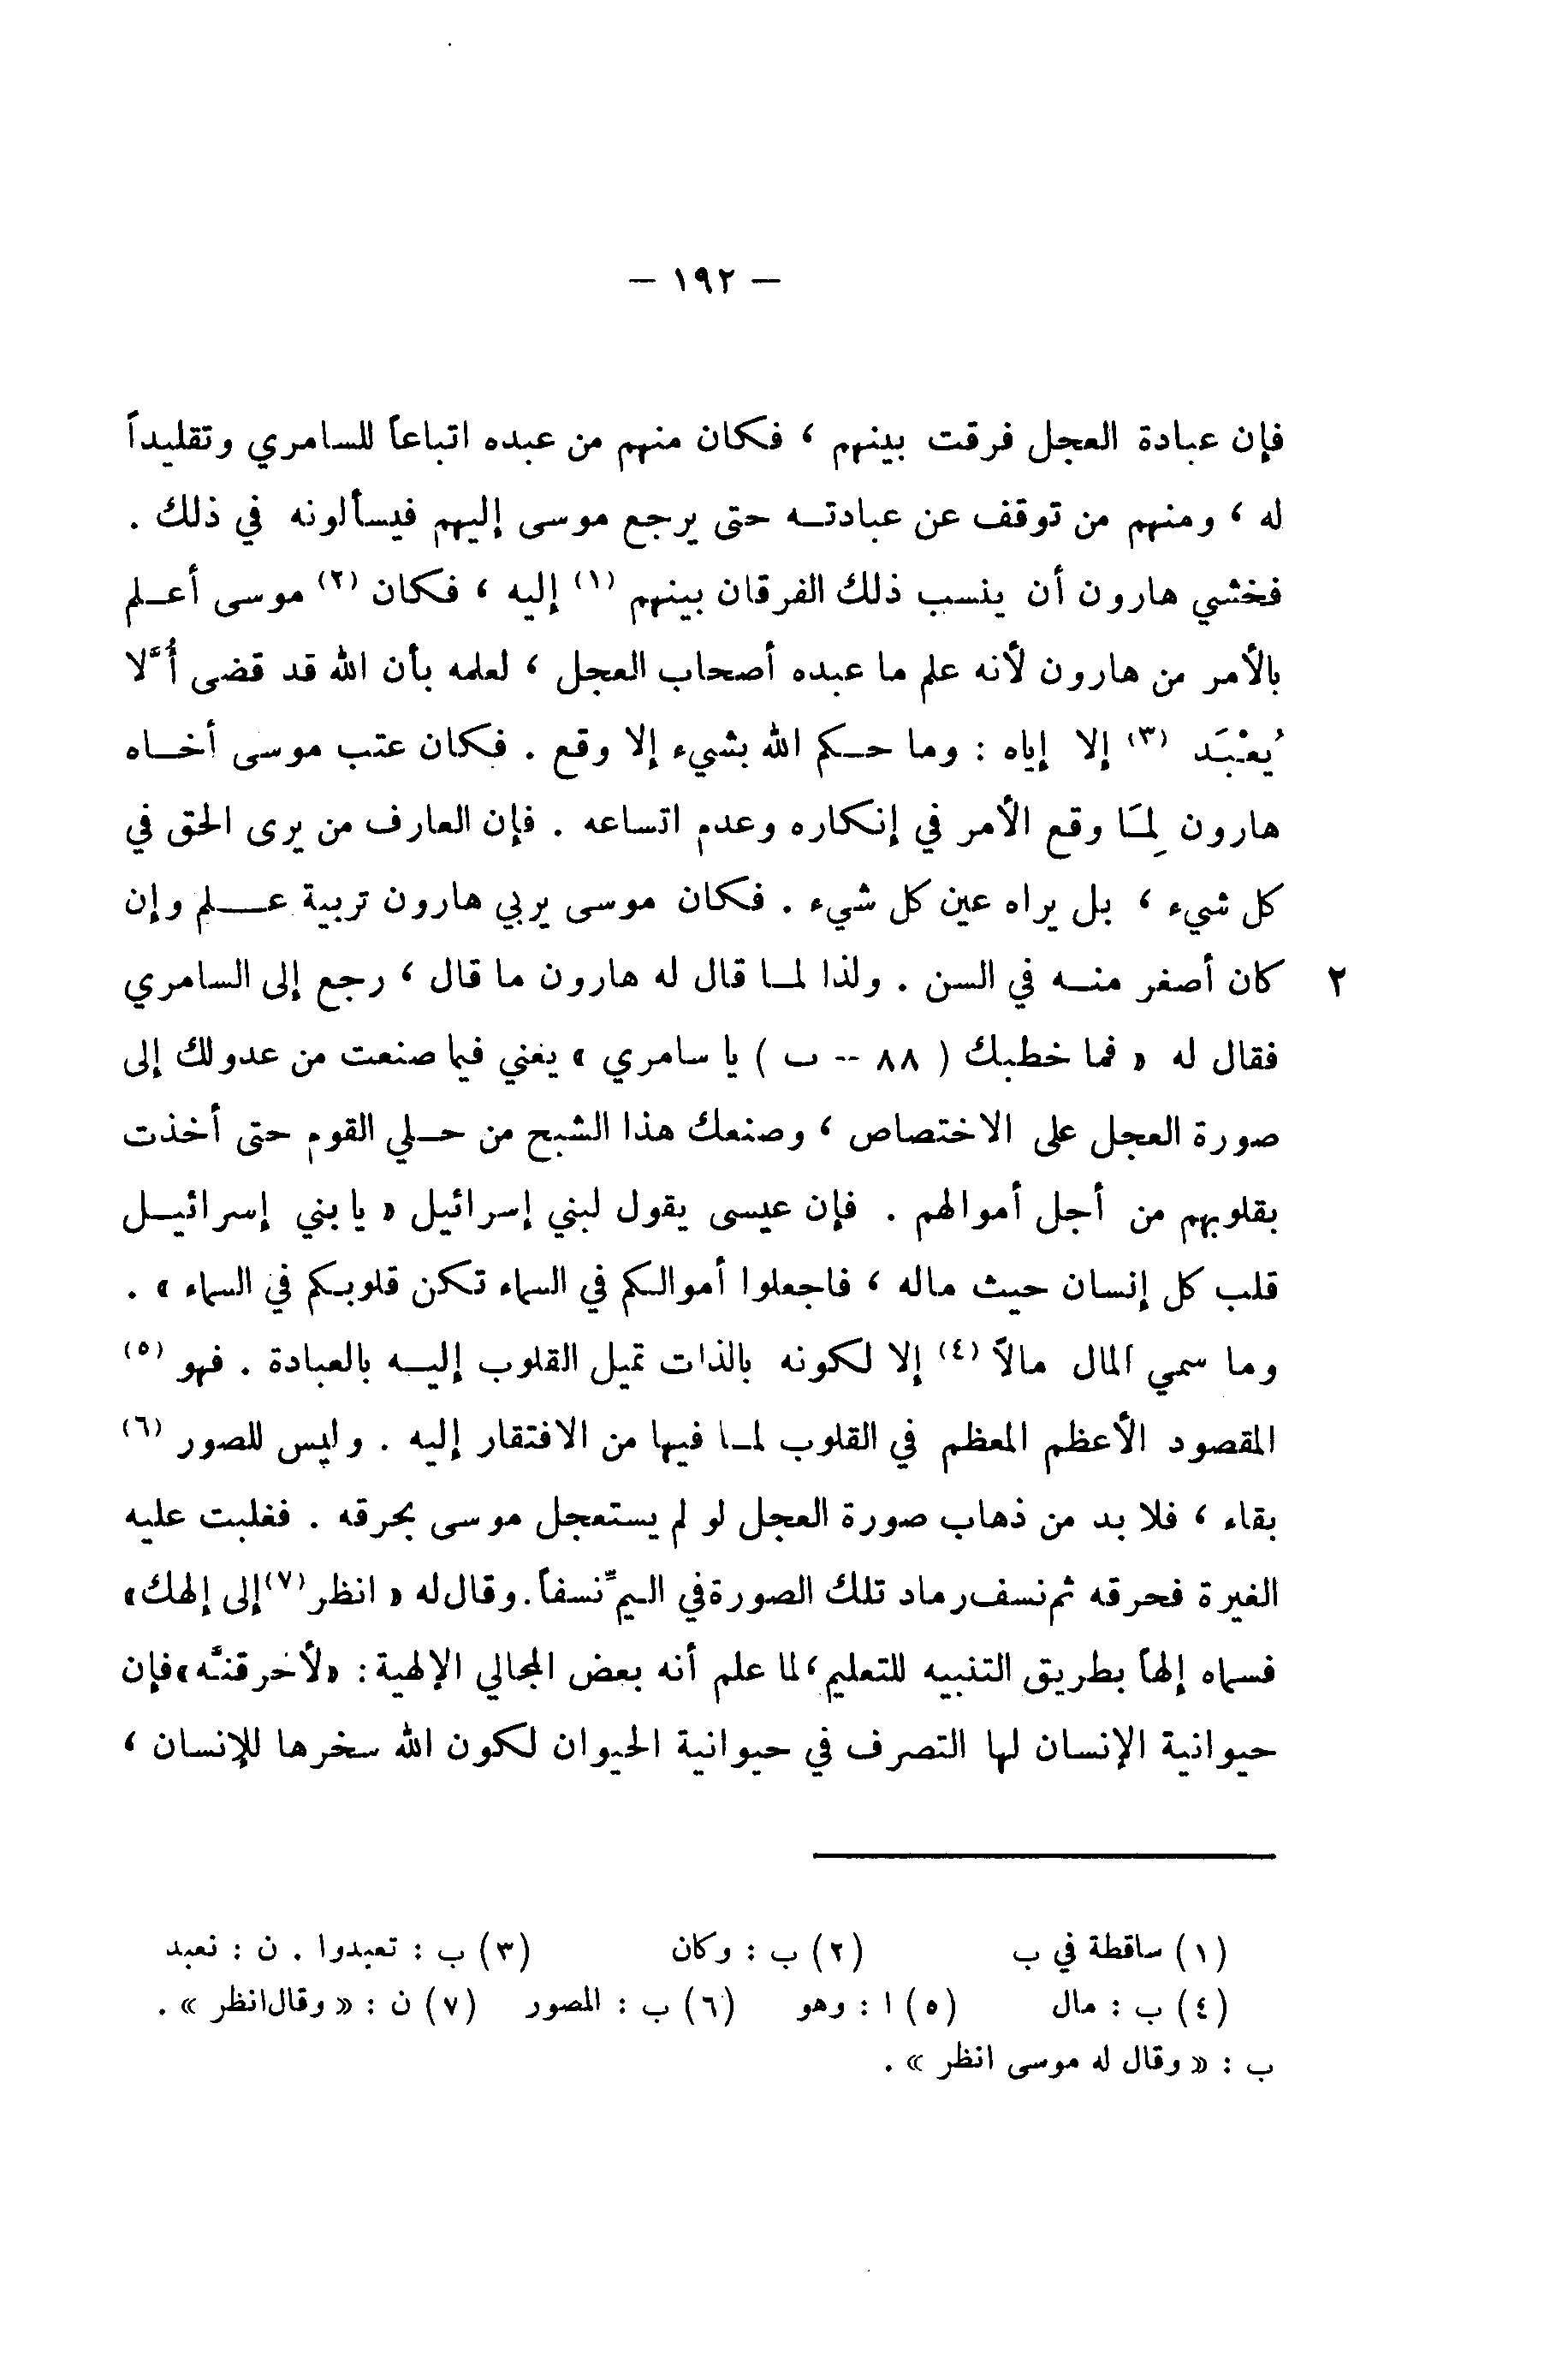 — ١٩٢ —
فإن عبادة العجل فرقت بينهم ، فكان منهم من عبده اتباعاً للسامري وتقليداً
له ، ومنهم من توقف عن عبادتـه حتى يرجع موسى إليهم فيسألونه في ذلك .
فخشي هارون أن ينسب ذلك الفرقان بينهم (١) إليه ، فكان (٢) موسى أعـلم
بالأمر من هارون لأنه علم ما عبده أصحاب العجل ، لعلمه بأن الله قد قضى ألَّا
يُعْبَد (٣) إلا إياه : وما حـكم الله بشيء إلا وقع . فكان عتب موسى أخـاه
هارون لِمَـا وقع الأمر في إنكاره وعدم اتساعه . فإن العارف من يرى الحق في
كل شيء ، بل يراه عين كل شيء . فكان موسى يربي هارون تربية عـــلم وإن
كان أصغر منـه في السن . ولذا لمـا قال له هارون ما قال ، رجع إلى السامري ٢
فقال له « فما خطبك ( ٨٨ -- ب ) يا سامري » يعني فيما صنعت من عدولك إلى
صورة العجل على الاختصاص ، وصنعك هذا الشبح من حـلي القوم حتى أخذت
بقلوبهم من أجل أموالهم . فإن عيسى يقول لبني إسرائيل « يا بني إسرائيـل
قلب كل إنسان حيث ماله ، فاجعلوا أموالكم في السماء تكن قلوبكم في السماء » .
وما سمي المال مالاً (٤) إلا لكونه بالذات تميل القلوب إليـه بالعبادة . فهو (٥)
المقصود الأعظم المعظم في القلوب لمـا فيها من الافتقار إليه . وليس للصور (٦)
بقاء ، فلا بد من ذهاب صورة العجل لو لم يستعجل موسى بحرقه . فغلبت عليه
الغيرة فحرقه ثم نسف رماد تلك الصورة في اليمِّ نسفاً. وقال له « انظر (٧) إلى إلهك »
فسماه إلهاً بطريق التنبيه للتعليم، لما علم أنه بعض المجالي الإلهية : «لأحرقنَّه» فإن
حيوانية الإنسان لها التصرف في حيوانية الحيوان لكون الله سخرها للإنسان ،
(١) ساقطة في ب (٢) ب : وكان (٣) ب : تعبدوا . ن : نعبد
(٤) ب : مال (٥) ا : وهو (٦) ب : المصور (٧) ن : « وقال انظر » .
ب : « وقال له موسى انظر » .